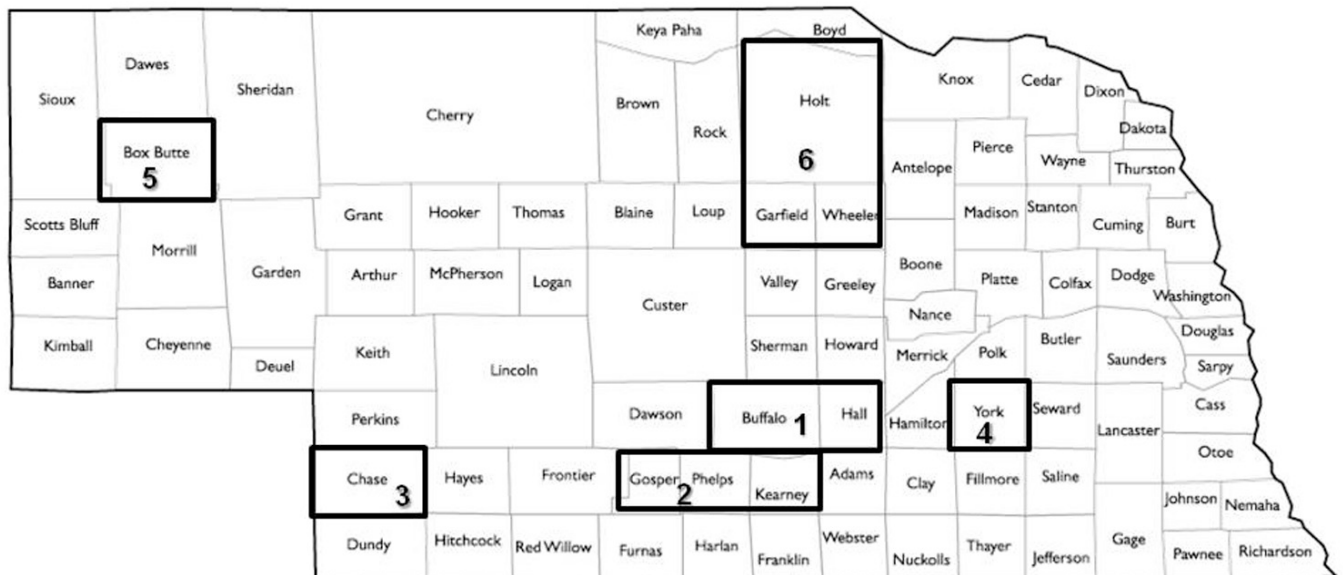 Keya Paha
Boyd
Dawes
Sioux
Sheridan
Cherry
Brown
Rock
Holt
Knox
Cedar
Dixon
Dakota
Box Butte
5
6
Antelope
Pierce
Wayne
Thurston
Scotts Bluff
Morrill
Grant
Hooker
Thomas
Blaine
Loup
Garfield
Wheeler
Madison
Stanton
Cuming
Burt
Banner
Garden
Arthur
McPherson
Logan
Custer
Valley
Greeley
Boone
Platte
Colfax
Dodge
Washington
Nance
Kimball
Cheyenne
Deuel
Keith
Lincoln
Sherman
Howard
Merrick
Polk
Butler
Saunders
Douglas
Sarpy
Perkins
Dawson
Buffalo
1
Hall
Hamilton
York
4
Seward
Lancaster
Cass
Otoe
Chase
3
Hayes
Frontier
Gosper
2
Phelps
Kearney
Adams
Clay
Fillmore
Saline
Johnson
Nemaha
Dundy
Hitchcock
Red Willow
Furnas
Harlan
Franklin
Webster
Nuckolls
Thayer
Jefferson
Gage
Pawnee
Richardson